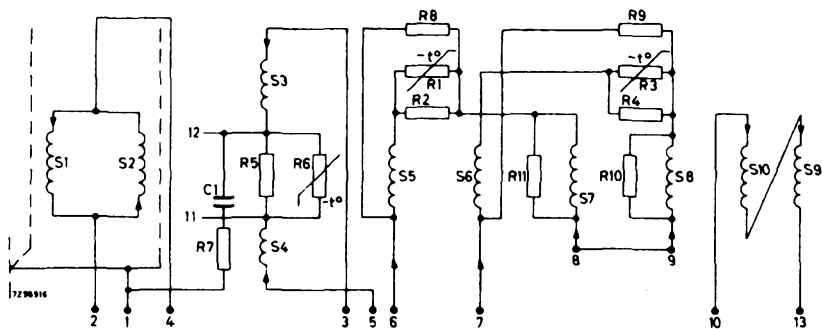 R8 R9
-t° -t°
R1 R3
S3
R2 R4
S1 S2
12
R5 R6
C1
S5 S6 R11 S7 R10 S8
S10 S9
-t°
11
R7 S4
8 9
7Z98916
2 1 4 3 5 6 7 10 13